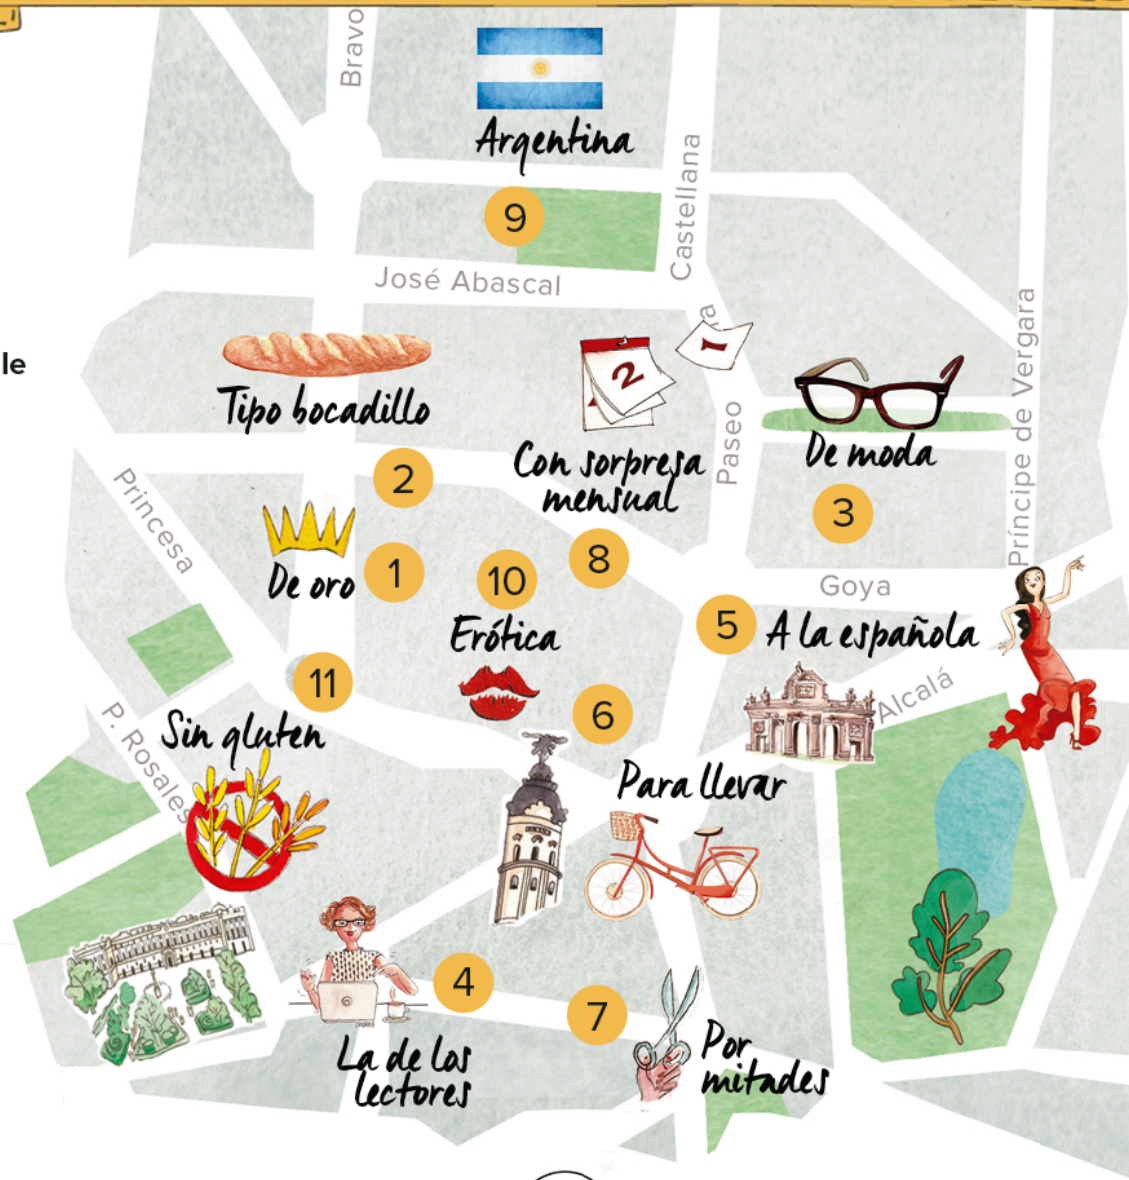 Bravo
Argentina
9
Castellana
José Abascal
le
Tipo bocadillo
2
1
Con sorpresa
mensual
8
Paseo
De moda
3
Príncipe de Vergara
Princesa
De oro
1
10
Erótica
Goya
5
A la española
11
Sin gluten
6
Alcalá
P. Rosales
Para llevar
4
La de los
lectores
7
Por
mitades